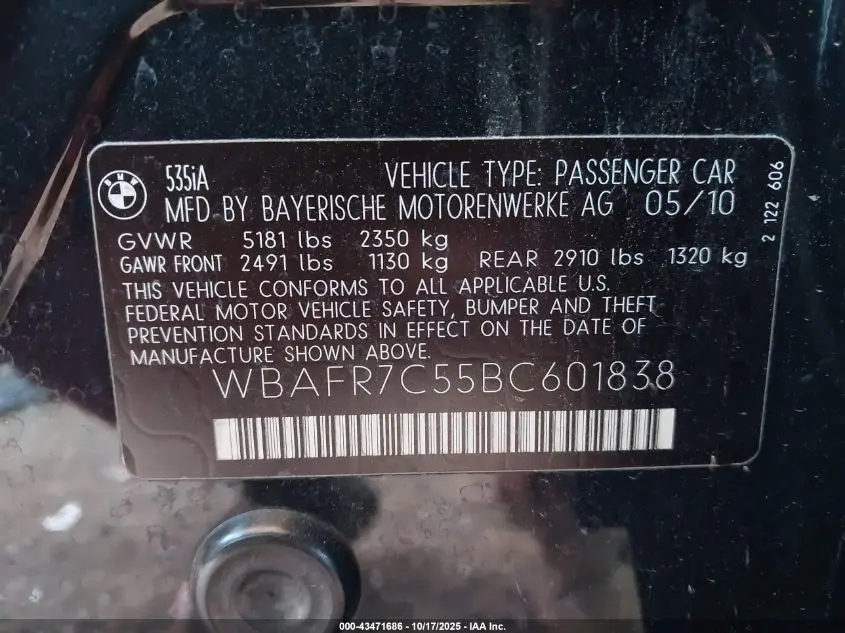 535iA VEHICLE TYPE: PASSENGER CAR
MFD BY BAYERISCHE MOTORENWERKE AG 05/10
GVWR 5181 lbs 2350 kg
GAWR FRONT 2491 lbs 1130 kg REAR 2910 lbs 1320 kg
THIS VEHICLE CONFORMS TO ALL APPLICABLE U.S.
FEDERAL MOTOR VEHICLE SAFETY, BUMPER AND THEFT
PREVENTION STANDARDS IN EFFECT ON THE DATE OF
MANUFACTURE SHOWN ABOVE.
WBAFR7C55BC601838
2 122 606
000-43471686 - 10/17/2025 - IAA Inc.